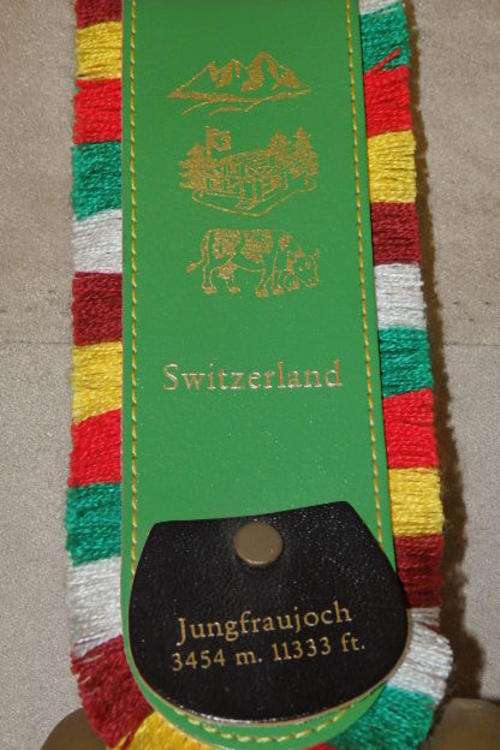 Switzerland
Jungfraujoch
3454 m. 11333 ft.